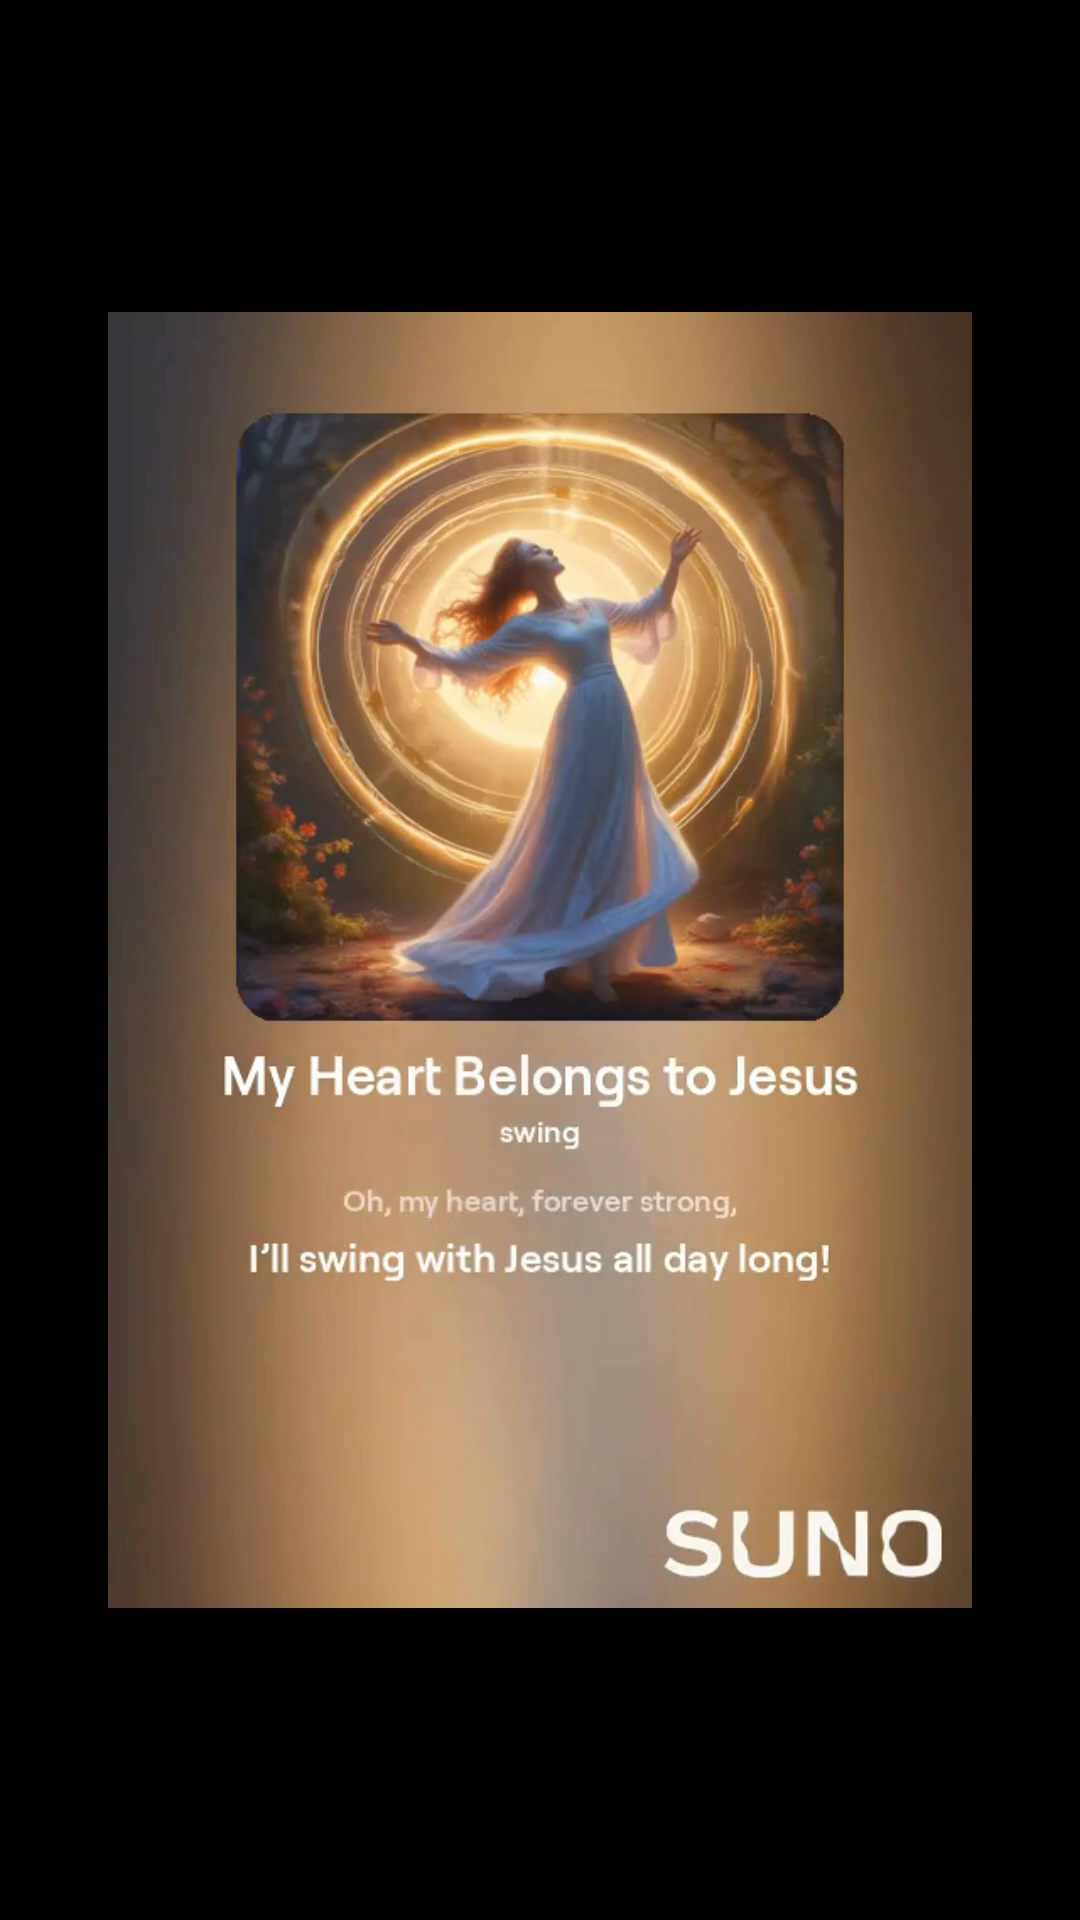 My Heart Belongs to Jesus
swing
Oh, my heart, forever strong,
I’ll swing with Jesus all day long!
SUNO